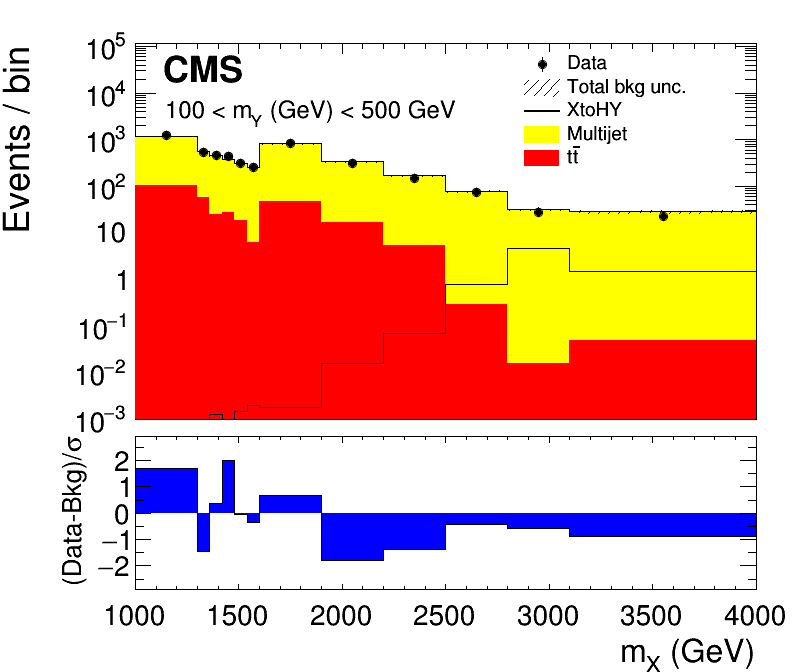 Events / bin
10^5
10^4
10^3
10^2
10
1
10^−1
10^−2
10^−3
CMS
100 < m_Y (GeV) < 500 GeV
Data
Total bkg unc.
XtoHY
Multijet
tt̄
(Data-Bkg)/σ
2
1
0
−1
−2
1000 1500 2000 2500 3000 3500 4000
m_X (GeV)